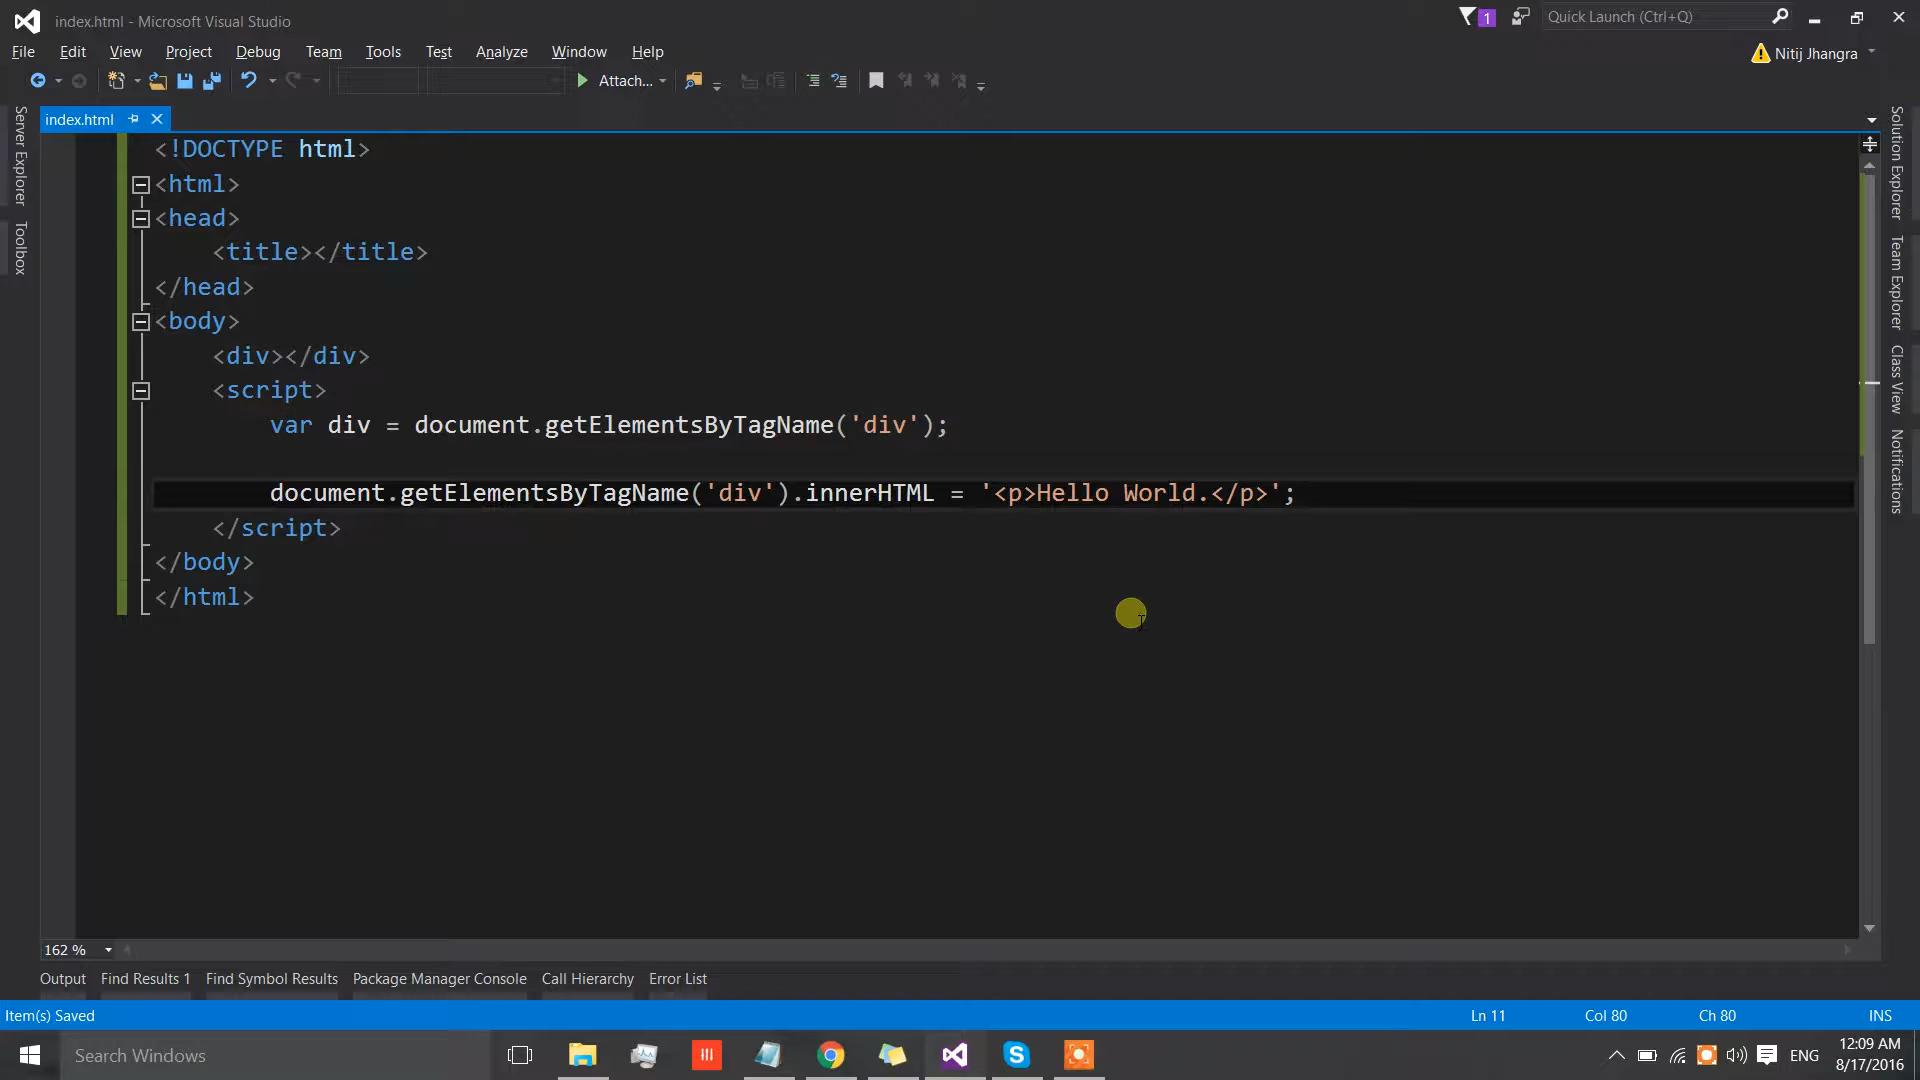 index.html - Microsoft Visual Studio
1
Quick Launch (Ctrl+Q)
File Edit View Project Debug Team Tools Test Analyze Window Help
Nitij Jhangra
Attach...
index.html
Server Explorer
Toolbox
<!DOCTYPE html>
<html>
<head>
<title></title>
</head>
<body>
<div></div>
<script>
var div = document.getElementsByTagName('div');
document.getElementsByTagName('div').innerHTML = '<p>Hello World.</p>';
</script>
</body>
</html>
Solution Explorer
Team Explorer
Class View
Notifications
162 %
Output Find Results 1 Find Symbol Results Package Manager Console Call Hierarchy Error List
Item(s) Saved Ln 11 Col 80 Ch 80 INS
Search Windows
ENG
12:09 AM
8/17/2016